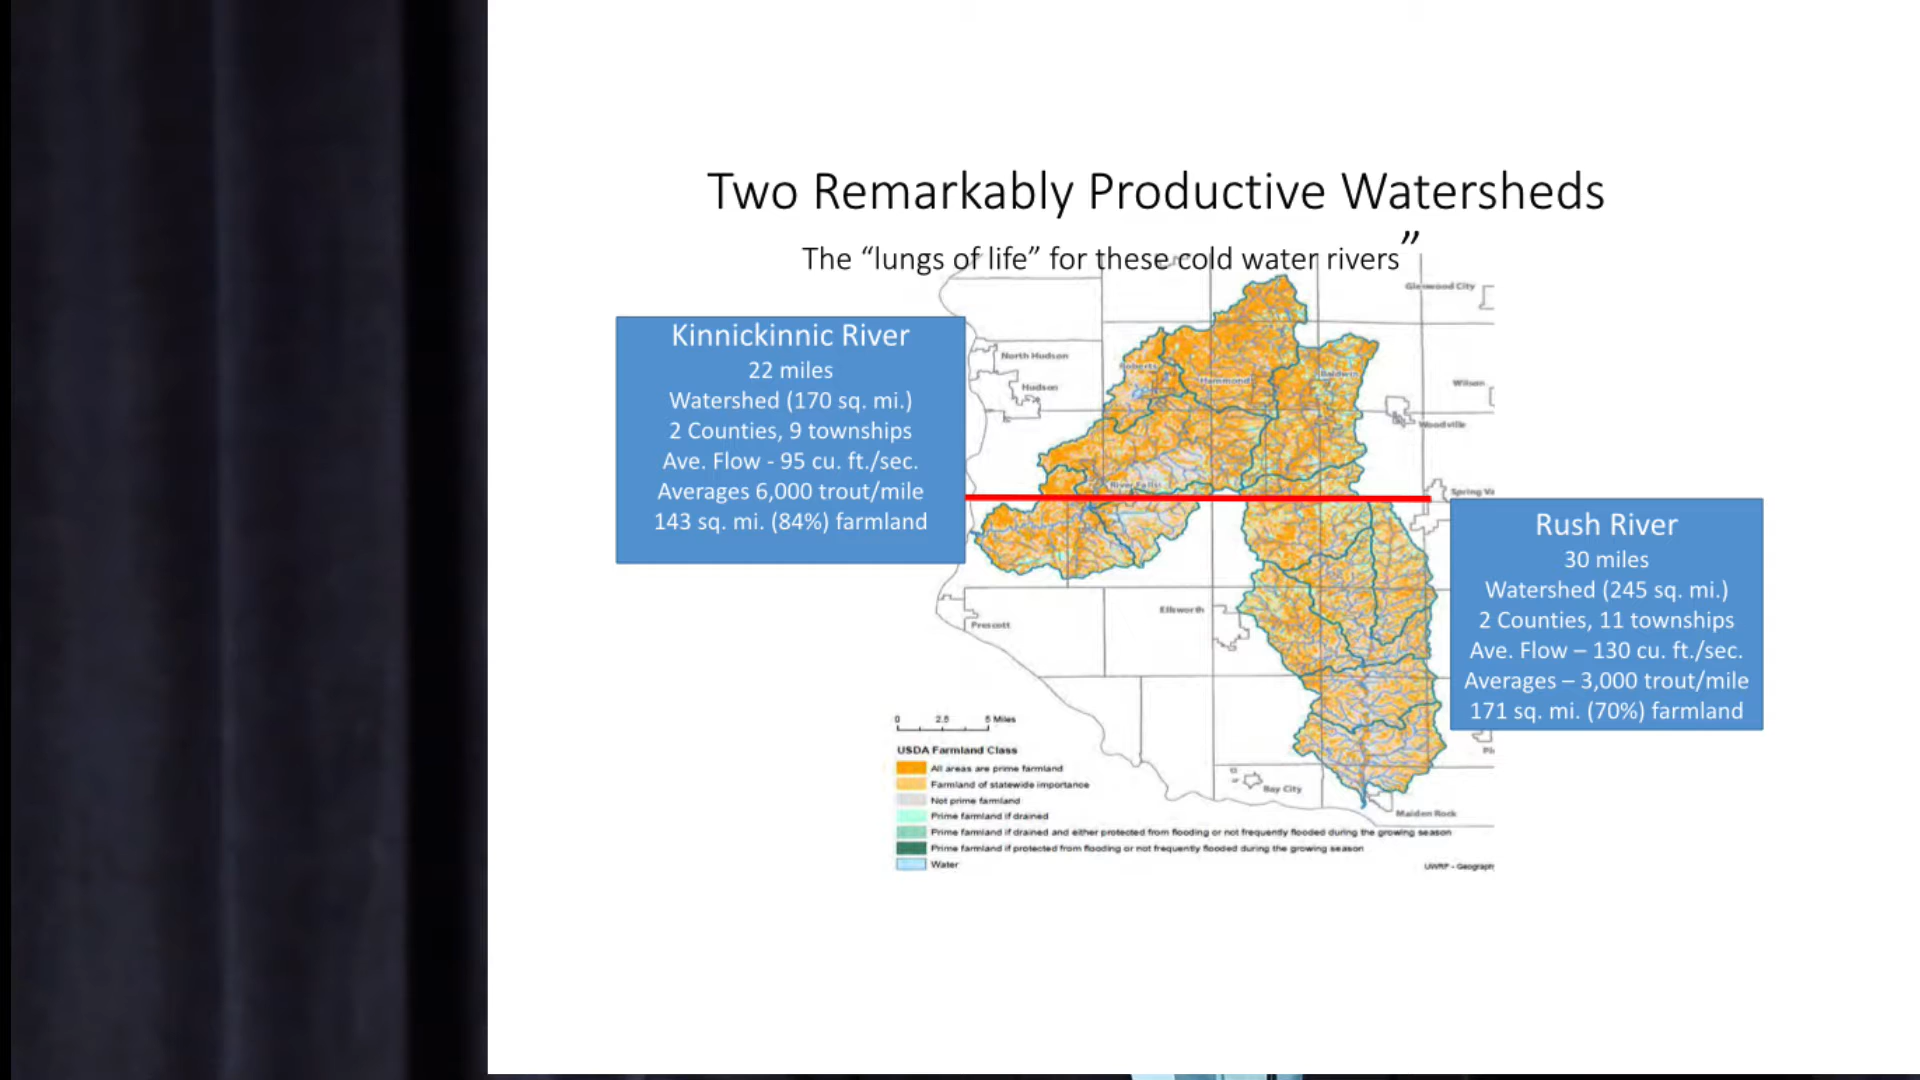 Two Remarkably Productive Watersheds
The “lungs of life” for these cold water rivers”
Glenwood City
Kinnickinnic River
22 miles
Watershed (170 sq. mi.)
2 Counties, 9 townships
Ave. Flow - 95 cu. ft./sec.
Averages 6,000 trout/mile
143 sq. mi. (84%) farmland
North Hudson
Hudson
Roberts
Hammond
Baldwin
Wilson
Woodville
River Falls
Spring Va
Rush River
30 miles
Watershed (245 sq. mi.)
2 Counties, 11 townships
Ave. Flow – 130 cu. ft./sec.
Averages – 3,000 trout/mile
171 sq. mi. (70%) farmland
Ellsworth
Prescott
0 2.5 5 Miles
USDA Farmland Class
All areas are prime farmland
Farmland of statewide importance
Not prime farmland
Prime farmland if drained
Prime farmland if drained and either protected from flooding or not frequently flooded during the growing season
Prime farmland if protected from flooding or not frequently flooded during the growing season
Water
Bay City
Maiden Rock
UWRF - Geograph